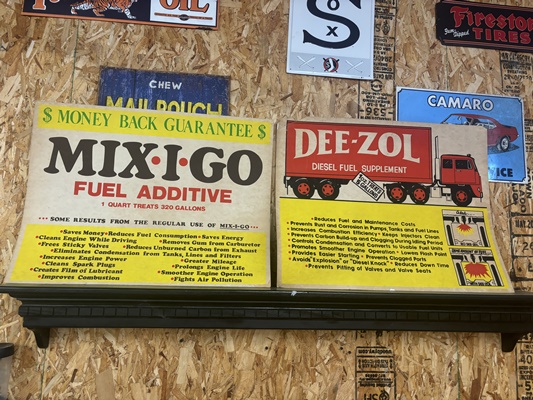 OIL
SOX
S
Firestone
Gum-Dipped
TIRES
CHEW
MAIL POUCH
CAMARO
ICE
$ MONEY BACK GUARANTEE $
MIX·I·GO
FUEL ADDITIVE
1 QUART TREATS 320 GALLONS
... SOME RESULTS FROM THE REGULAR USE OF MIX-I-GO ...
• Saves Money • Reduces Fuel Consumption • Saves Energy
• Cleans Engine While Driving • Removes Gum from Carburetor
• Frees Sticky Valves • Reduces Unburned Carbon from Exhaust
• Eliminates Condensation from Tanks, Lines and Filters
• Increases Engine Power • Greater Mileage
• Cleans Spark Plugs • Prolongs Engine Life
• Creates Film of Lubricant • Smoother Engine Operation
• Improves Combustion • Fights Air Pollution
DEE-ZOL
DIESEL FUEL SUPPLEMENT
• Reduces Fuel and Maintenance Costs
• Prevents Rust and Corrosion in Pumps, Tanks and Fuel Lines
• Increases Combustion Efficiency • Keeps Injectors Clean
• Prevents Carbon Build-up and Clogging During Idling Period
• Controls Condensation and Converts to Usable Fuel
• Promotes Smoother Engine Operation • Lowers Flash Point
• Provides Easier Starting • Prevents Clogged Ports
• Avoids "Explosion" or "Diesel Knock" • Reduces Down Time
• Prevents Pitting of Valves and Valve Seats